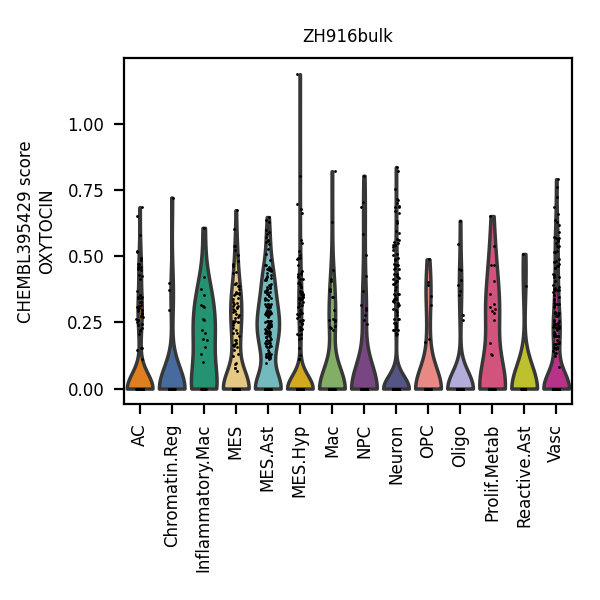 ZH916bulk
CHEMBL395429 score
OXYTOCIN
1.00
0.75
0.50
0.25
0.00
AC
Chromatin.Reg
Inflammatory.Mac
MES
MES.Ast
MES.Hyp
Mac
NPC
Neuron
OPC
Oligo
Prolif.Metab
Reactive.Ast
Vasc